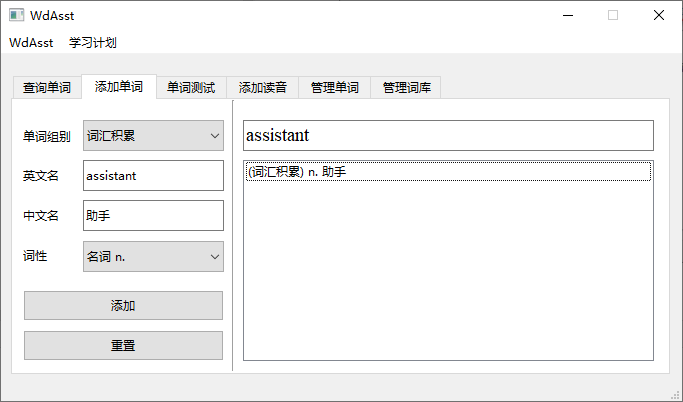 WdAsst
WdAsst 学习计划
查询单词 添加单词 单词测试 添加读音 管理单词 管理词库
单词组别 词汇积累
英文名 assistant
中文名 助手
词性 名词 n.
添加
重置
assistant
(词汇积累) n. 助手